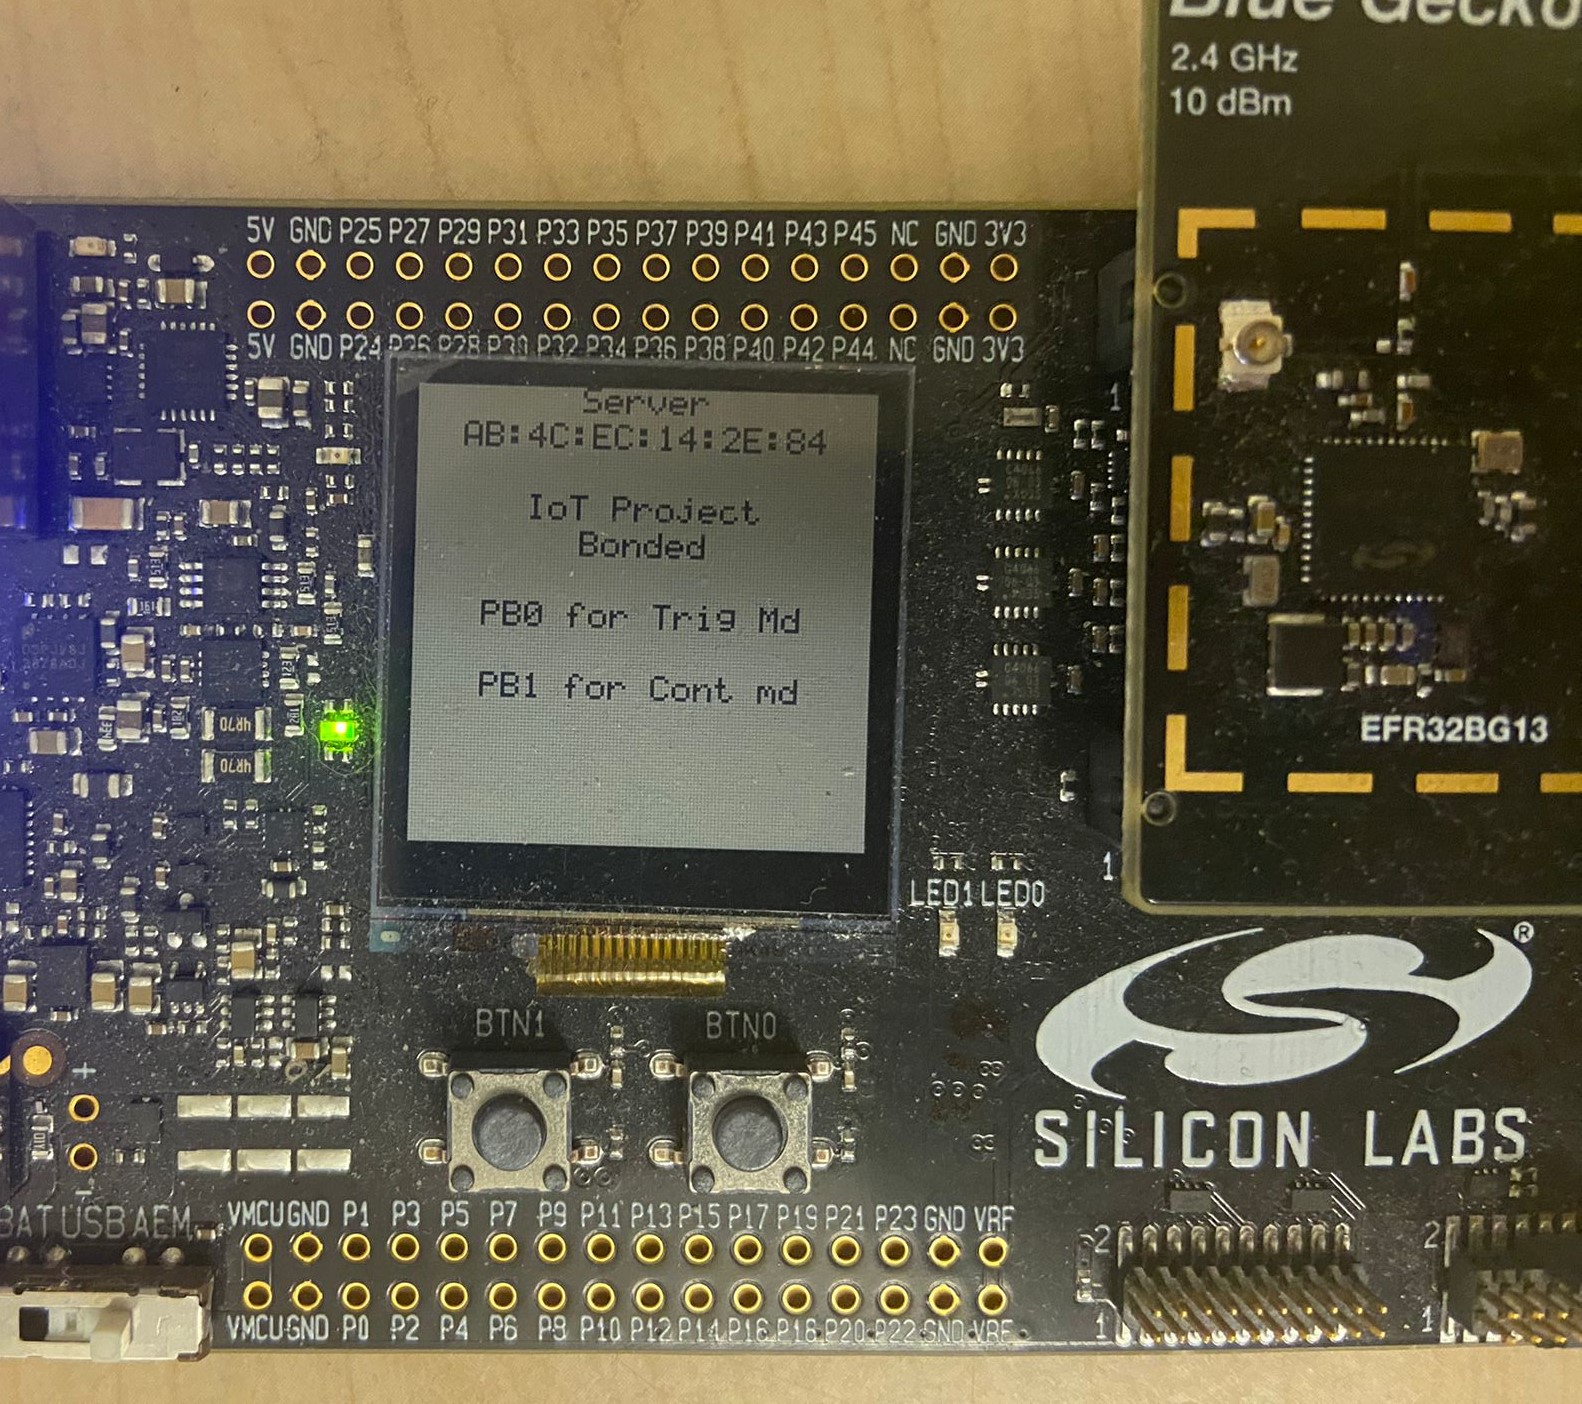 Blue Gecko
2.4 GHz
10 dBm
5V GND P25 P27 P29 P31 P33 P35 P37 P39 P41 P43 P45 NC GND 3V3
5V GND P24 P26 P28 P30 P32 P34 P36 P38 P40 P42 P44 NC GND 3V3
Server
AB:4C:EC:14:2E:84
IoT Project
Bonded
PB0 for Trig Md
PB1 for Cont md
1
4R70
4R70
EFR32BG13
1
LED1 LED0
®
BTN1 BTN0
+
-
SILICON LABS
BAT USB AEM
VMCU GND P1 P3 P5 P7 P9 P11 P13 P15 P17 P19 P21 P23 GND VRF
VMCU GND P0 P2 P4 P6 P8 P10 P12 P14 P16 P18 P20 P22 GND VRF
2
1
2
1